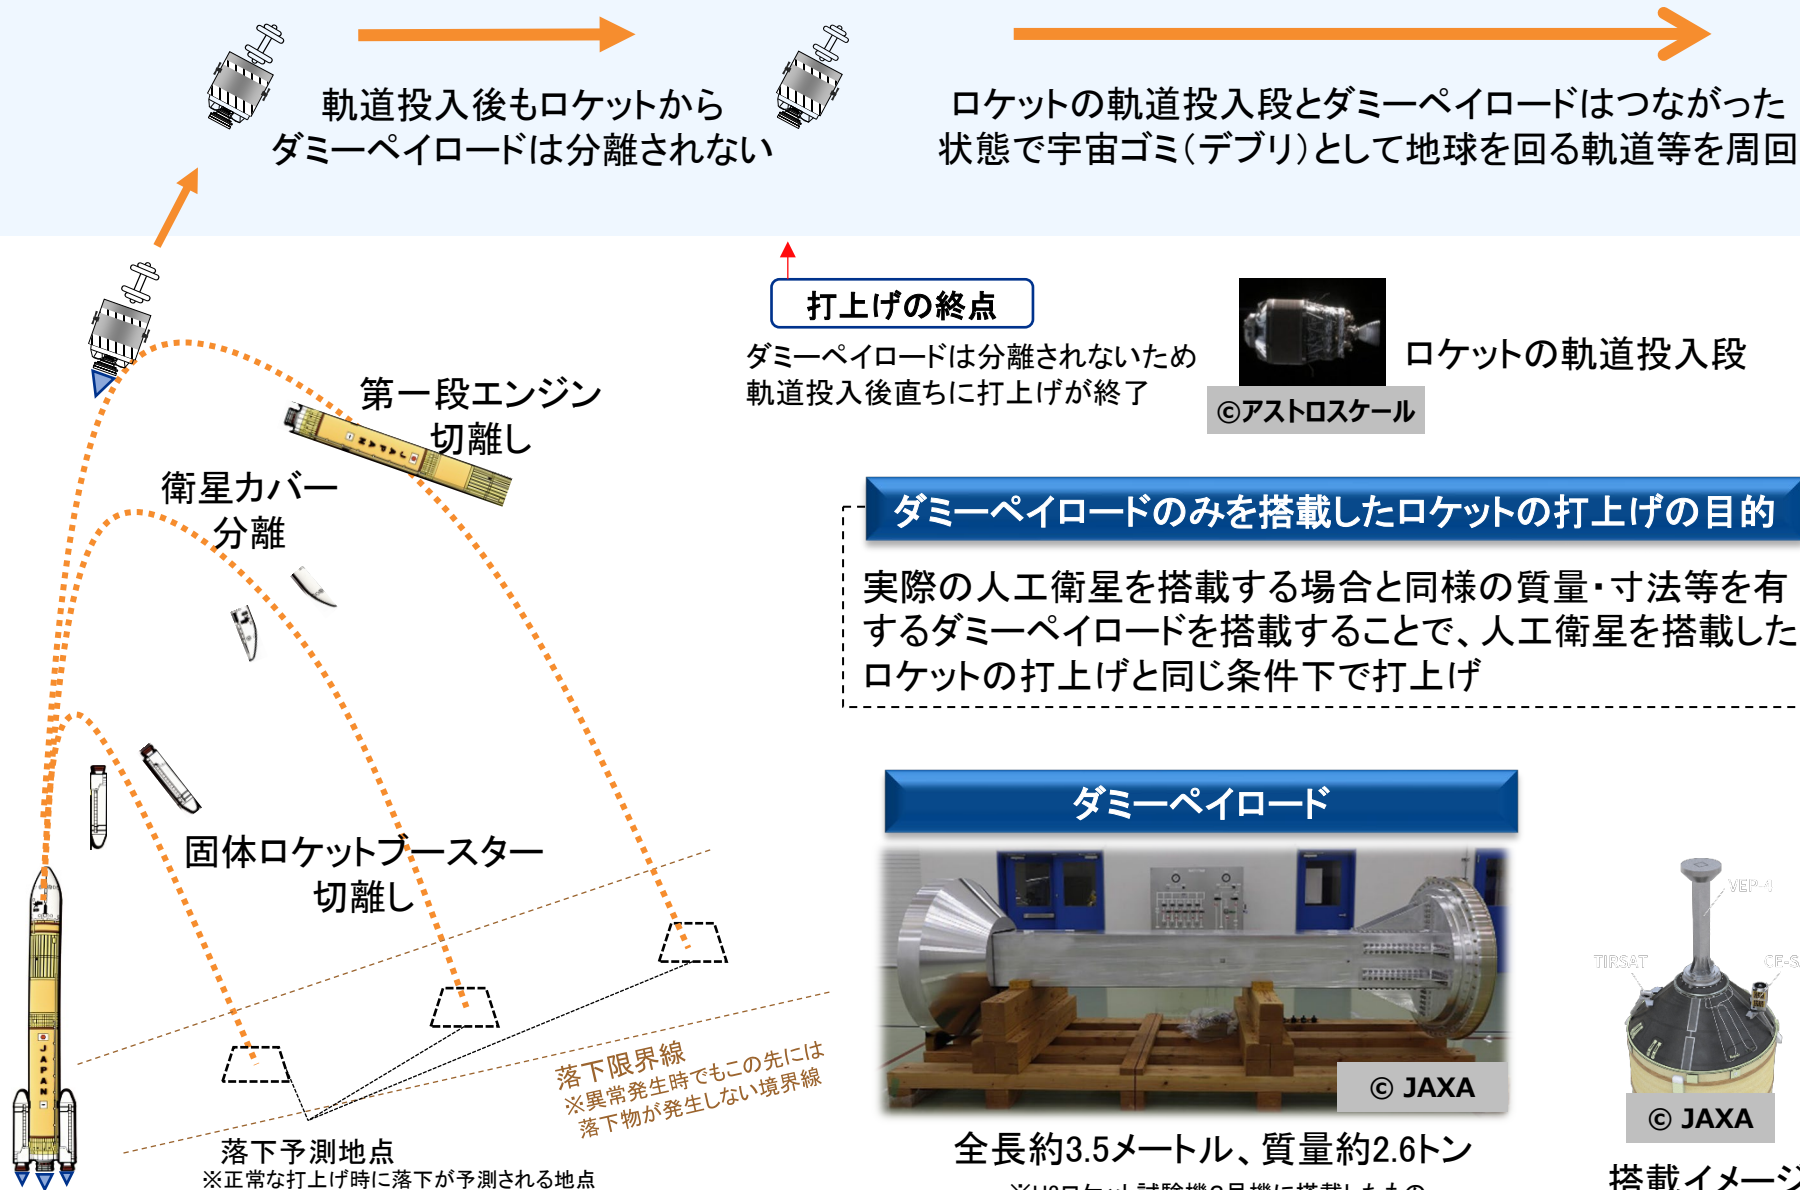 軌道投入後もロケットから
ダミーペイロードは分離されない
ロケットの軌道投入段とダミーペイロードはつながった
状態で宇宙ゴミ（デブリ）として地球を回る軌道等を周回
打上げの終点
ダミーペイロードは分離されないため
軌道投入後直ちに打上げが終了
©アストロスケール
ロケットの軌道投入段
第一段エンジン
切離し
衛星カバー
分離
ダミーペイロードのみを搭載したロケットの打上げの目的
実際の人工衛星を搭載する場合と同様の質量・寸法等を有
するダミーペイロードを搭載することで、人工衛星を搭載した
ロケットの打上げと同じ条件下で打上げ
固体ロケットブースター
切離し
JAPAN
JAPAN
落下限界線
※異常発生時でもこの先には
落下物が発生しない境界線
落下予測地点
※正常な打上げ時に落下が予測される地点
ダミーペイロード
© JAXA
全長約3.5メートル、質量約2.6トン
VEP-4
TIRSAT
© JAXA
搭載イメージ